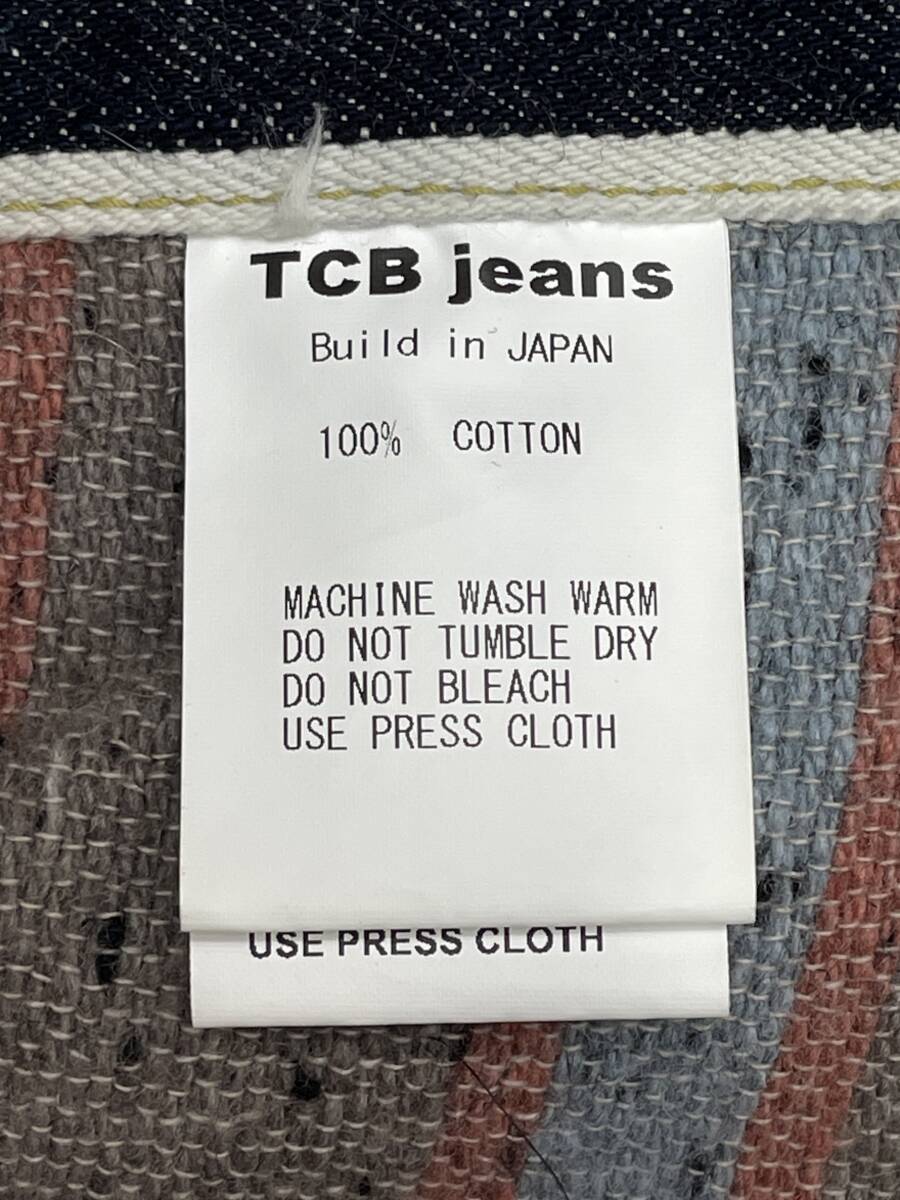 TCB jeans
Build in JAPAN
100% COTTON
MACHINE WASH WARM
DO NOT TUMBLE DRY
DO NOT BLEACH
USE PRESS CLOTH
USE PRESS CLOTH